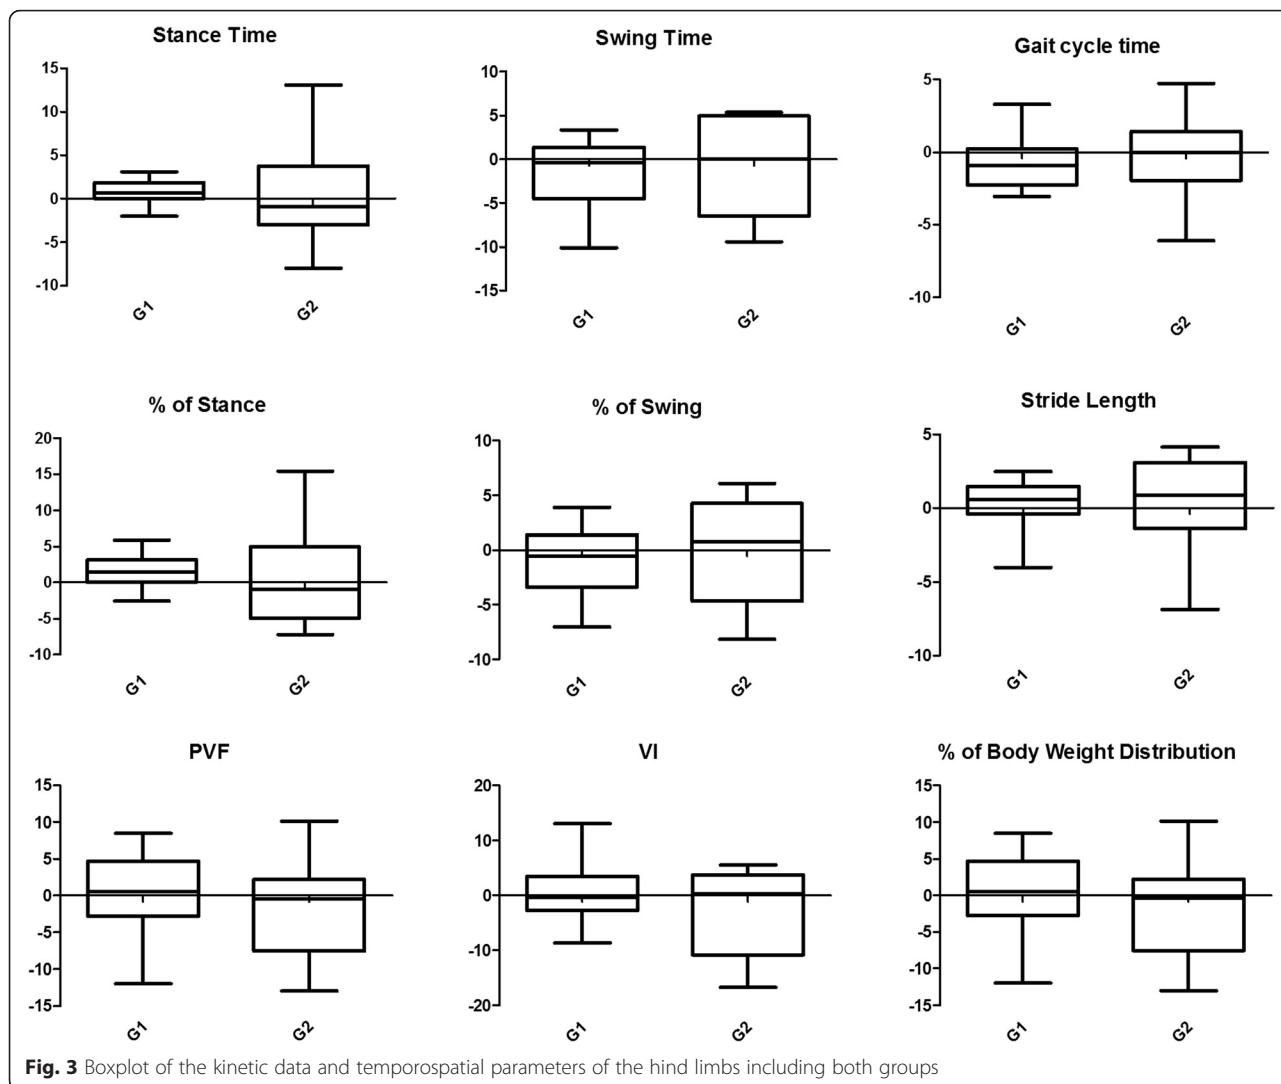 Stance Time
15
10
5
0
-5
-10
G1
G2
Swing Time
10
5
0
-5
-10
-15
G1
G2
Gait cycle time
5
0
-5
-10
G1
G2
% of Stance
20
15
10
5
0
-5
-10
G1
G2
% of Swing
10
5
0
-5
-10
G1
G2
Stride Length
5
0
-5
-10
G1
G2
PVF
15
10
5
0
-5
-10
-15
G1
G2
VI
20
10
0
-10
-20
G1
G2
% of Body Weight Distribution
15
10
5
0
-5
-10
-15
G1
G2
Fig. 3 Boxplot of the kinetic data and temporospatial parameters of the hind limbs including both groups